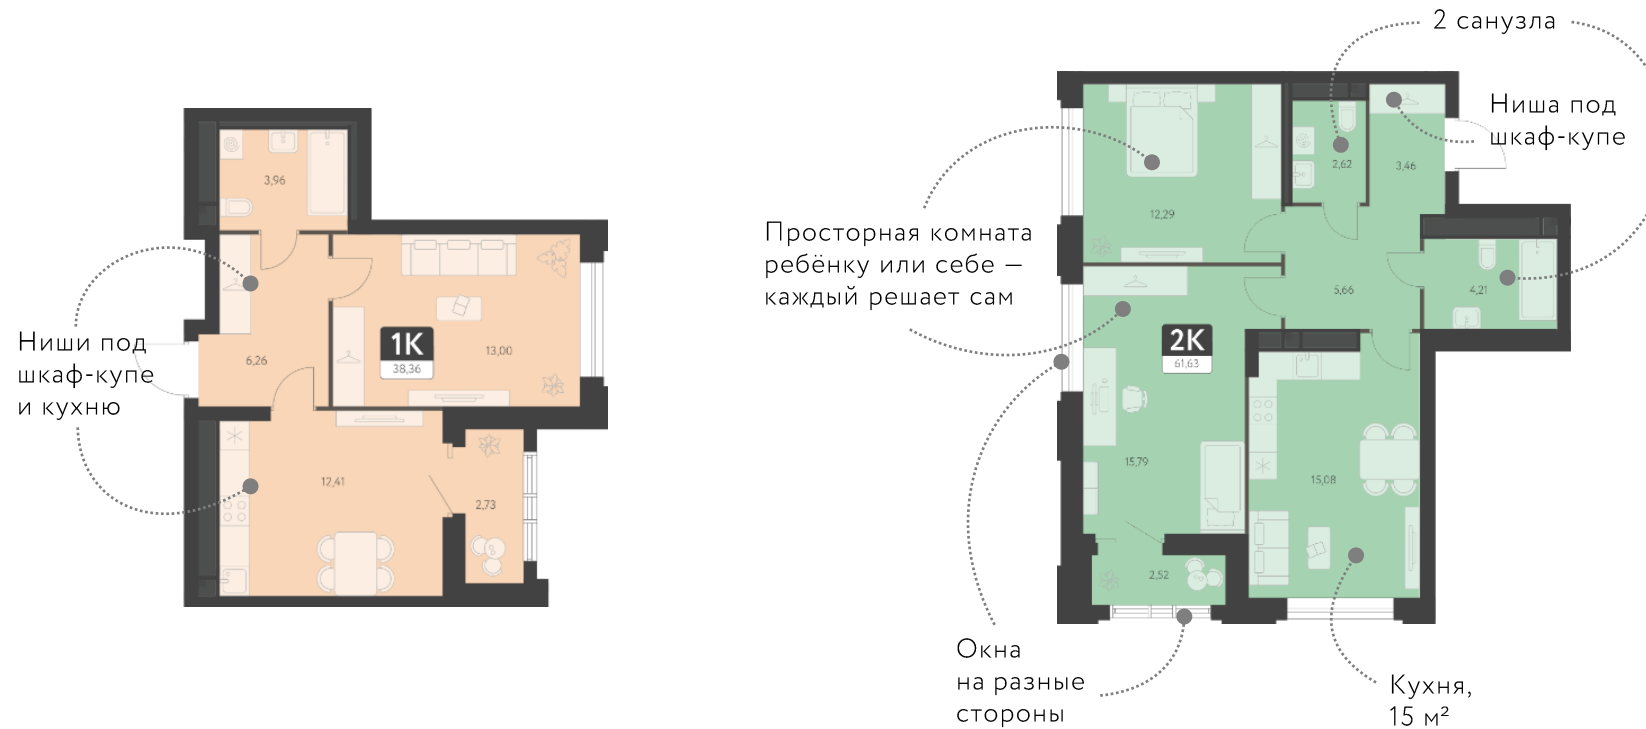 3,96
Ниши под
шкаф-купе
и кухню
6,26
1К
38,36
13,00
12,41
2,73
2 санузла
Ниша под
шкаф-купе
Просторная комната
ребёнку или себе —
каждый решает сам
12,29
2,62
3,46
5,66
4,21
2К
61,63
15,79
15,08
2,52
Окна
на разные
стороны
Кухня,
15 м²